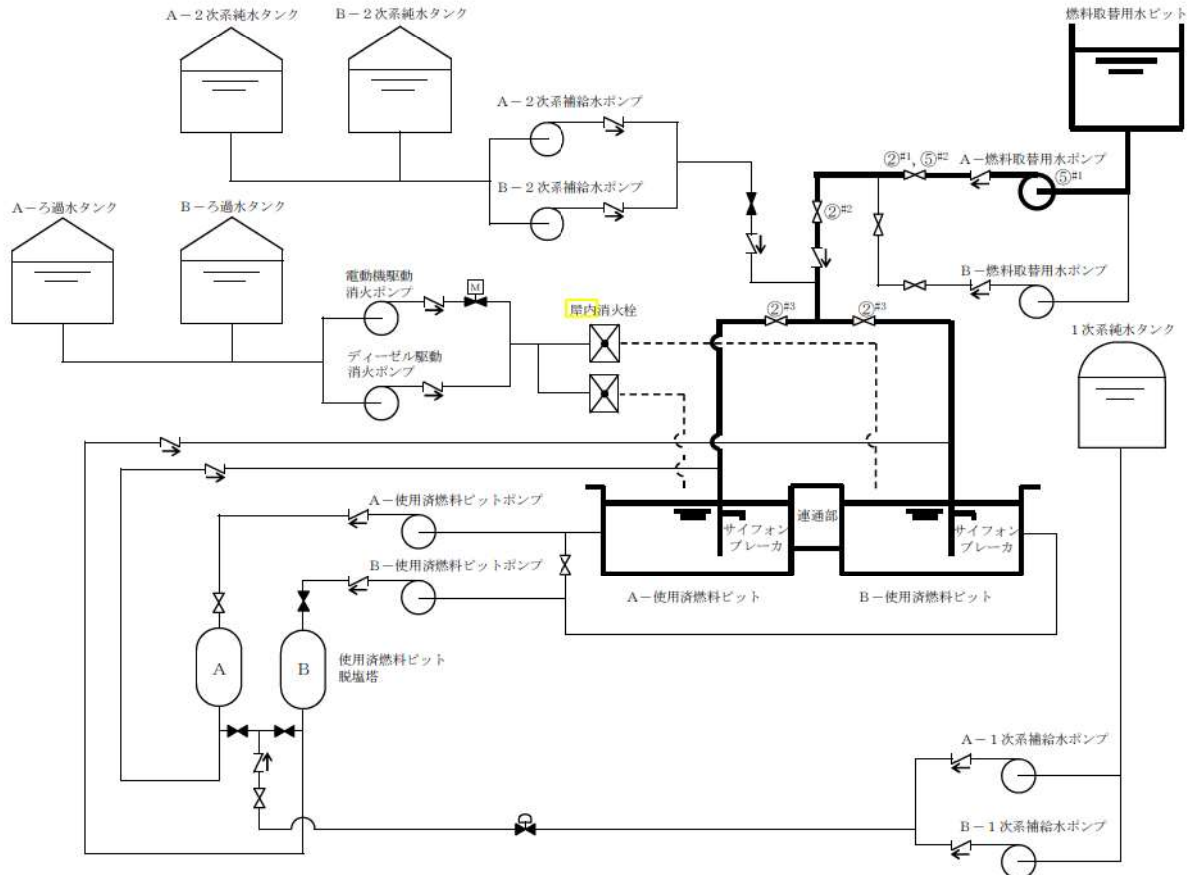 A－2次系純水タンク
B－2次系純水タンク
燃料取替用水ピット
A－2次系補給水ポンプ
②#1, ⑤#2
A－燃料取替用水ポンプ
⑤#1
B－2次系補給水ポンプ
②#2
A－ろ過水タンク
B－ろ過水タンク
電動機駆動
消火ポンプ
M
屋内消火栓
B－燃料取替用水ポンプ
②#3
②#3
1次系純水タンク
ディーゼル駆動
消火ポンプ
A－使用済燃料ピットポンプ
サイフォン
ブレーカ
連通部
サイフォン
ブレーカ
B－使用済燃料ピットポンプ
A－使用済燃料ピット
B－使用済燃料ピット
A
B
使用済燃料ピット
脱塩塔
A－1次系補給水ポンプ
B－1次系補給水ポンプ